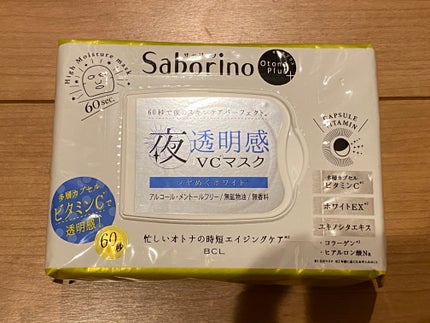 サボリーノ
Saborino
Otona Plus+
High Moisture mask
60sec.
60秒で夜のスキンケアパーフェクト。
夜 透明感
VCマスク
ツヤめくホワイト
アルコール・メントールフリー/無鉱物油/無香料
CAPSULE VITAMIN
多層カプセル
ビタミンC
ホワイトEX*²
ユキノシタエキス
・コラーゲン*³
・ヒアルロン酸Na
多層カプセル
ビタミンCで
透明感
60秒
忙しいオトナの時短エイジングケア*¹
BCL